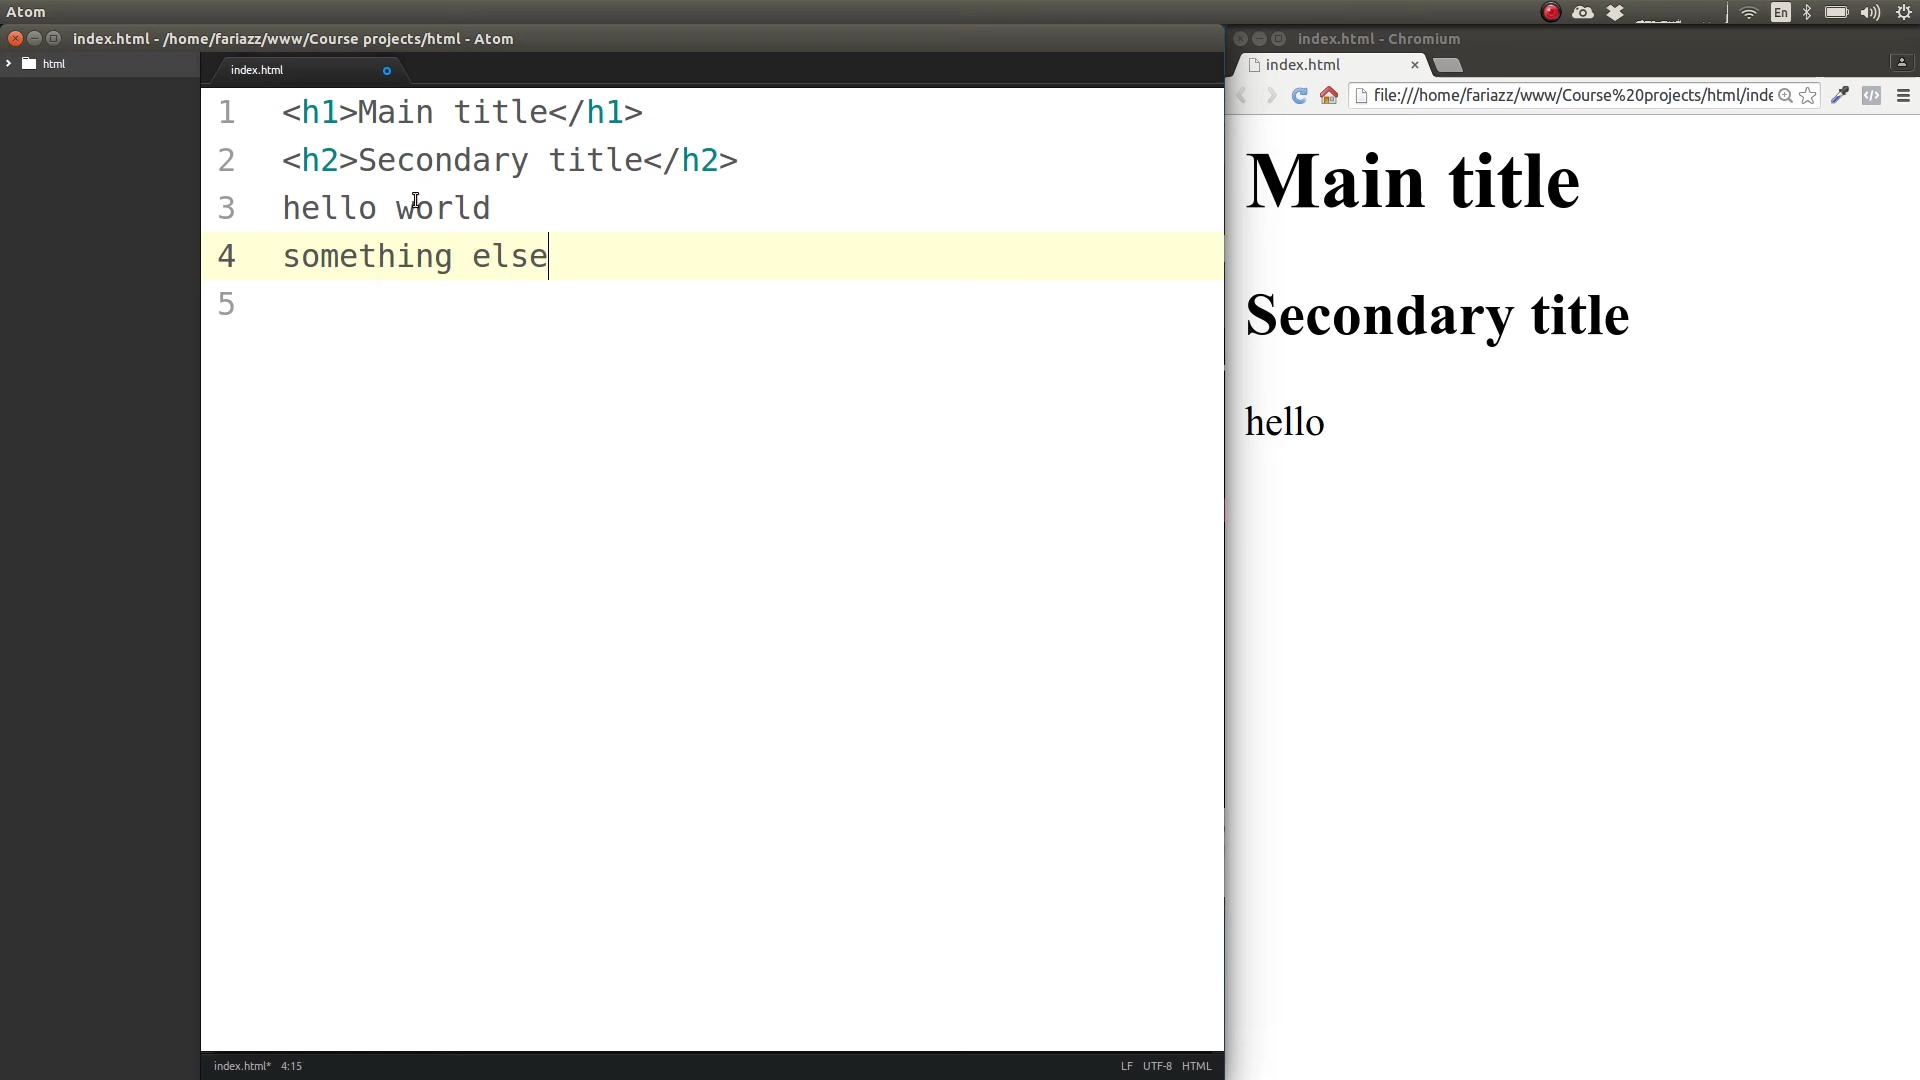 Atom
En
index.html - /home/fariazz/www/Course projects/html - Atom
index.html - Chromium
html
index.html
index.html
file:///home/fariazz/www/Course%20projects/html/inde
1 <h1>Main title</h1>
2 <h2>Secondary title</h2>
3 hello world
4 something else
5
Main title
Secondary title
hello
index.html* 4:15
LF UTF-8 HTML